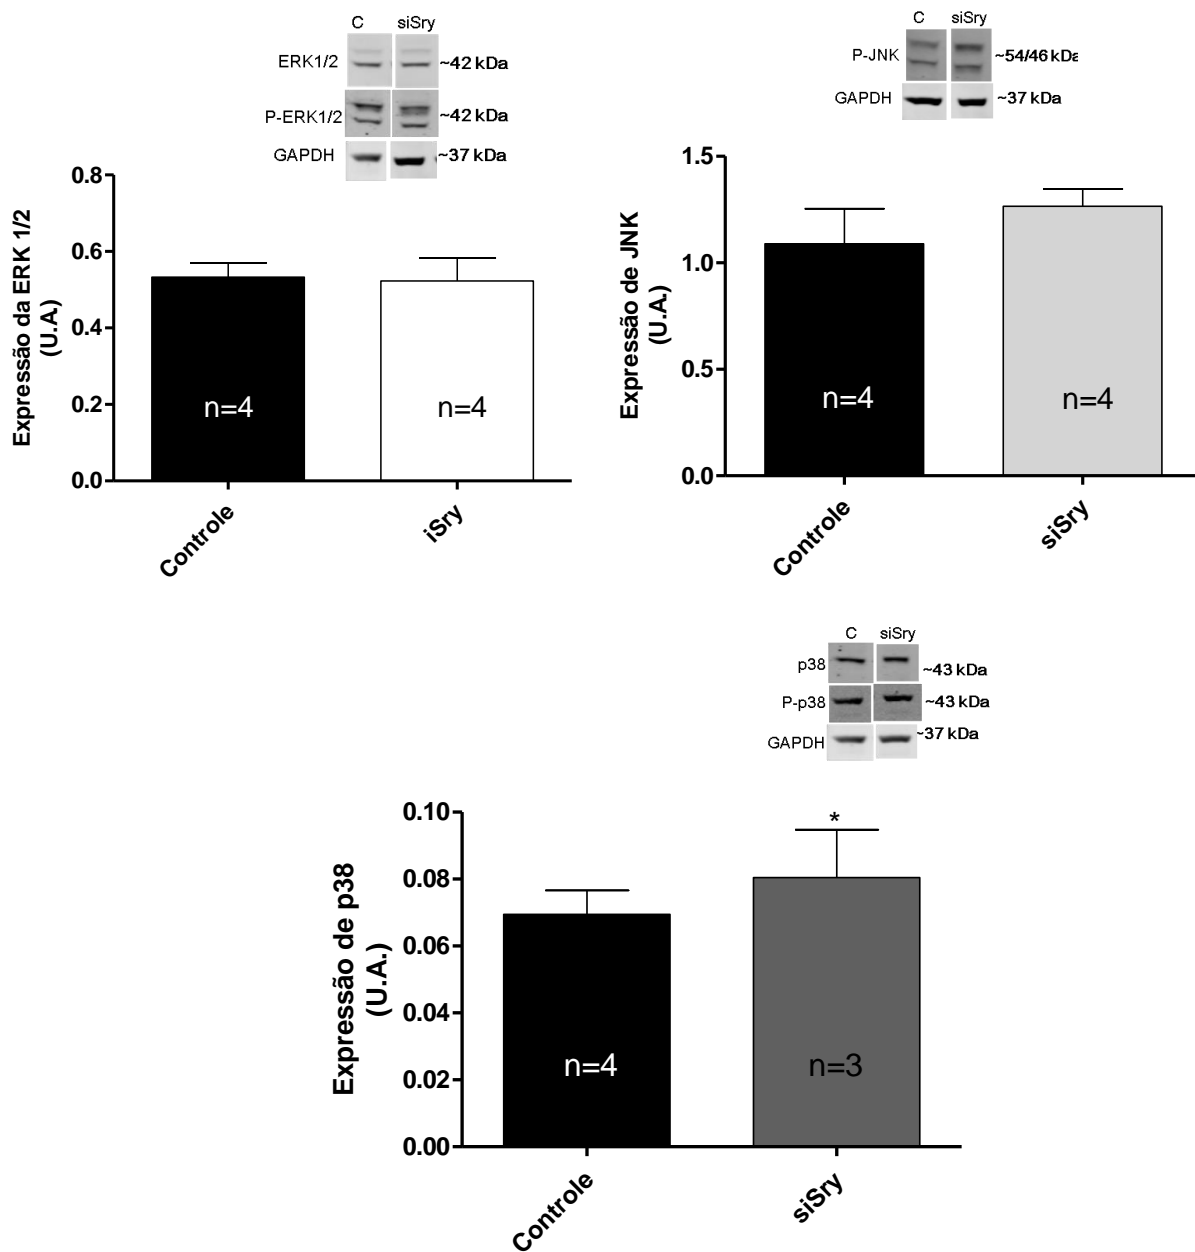 C siSry
ERK1/2 ~42 kDa
P-ERK1/2 ~42 kDa
GAPDH ~37 kDa
Expressão da ERK 1/2
(U.A.)
0.8
0.6
0.4
0.2
0.0
n=4 n=4
Controle iSry
C siSry
P-JNK ~54/46 kDa
GAPDH ~37 kDa
Expressão de JNK
(U.A.)
1.5
1.0
0.5
0.0
n=4 n=4
Controle siSry
C siSry
p38 ~43 kDa
P-p38 ~43 kDa
GAPDH ~37 kDa
Expressão de p38
(U.A.)
0.10
0.08
0.06
0.04
0.02
0.00
*
n=4 n=3
Controle siSry